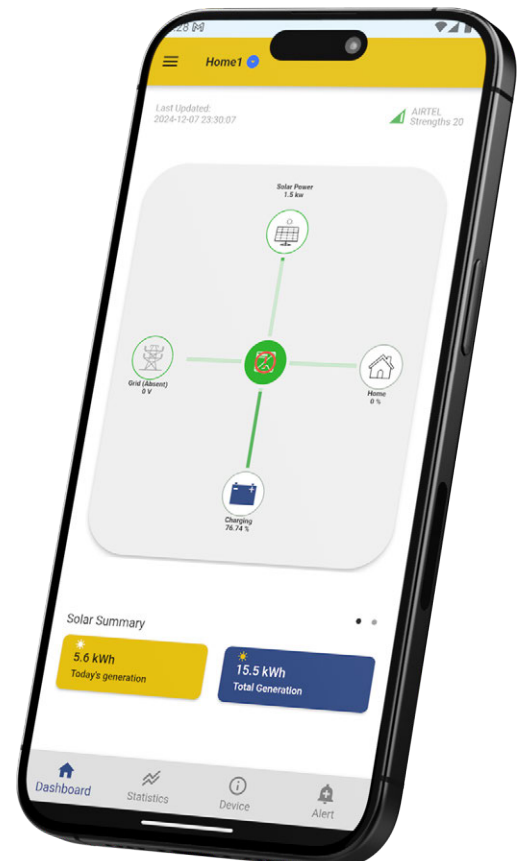 :28
Home1
Last Updated:
2024-12-07 23:30:07
AIRTEL
Strengths 20
Solar Power
1.5 kw
Grid (Absent)
0 V
Home
0 %
Charging
76.74 %
Solar Summary
5.6 kWh
Today's generation
15.5 kWh
Total Generation
Dashboard
Statistics
Device
Alert